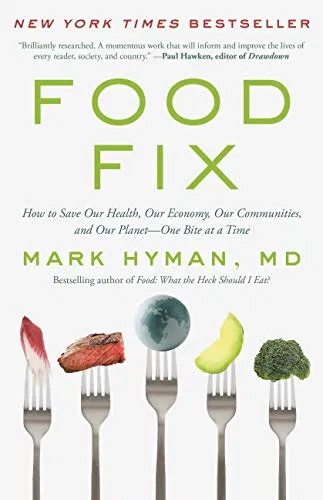 NEW YORK TIMES BESTSELLER
"Brilliantly researched. A momentous work that will inform and improve the lives of
every reader, society, and country." —Paul Hawken, editor of Drawdown
FOOD
FIX
How to Save Our Health, Our Economy, Our Communities,
and Our Planet—One Bite at a Time
MARK HYMAN, MD
Bestselling author of Food: What the Heck Should I Eat?